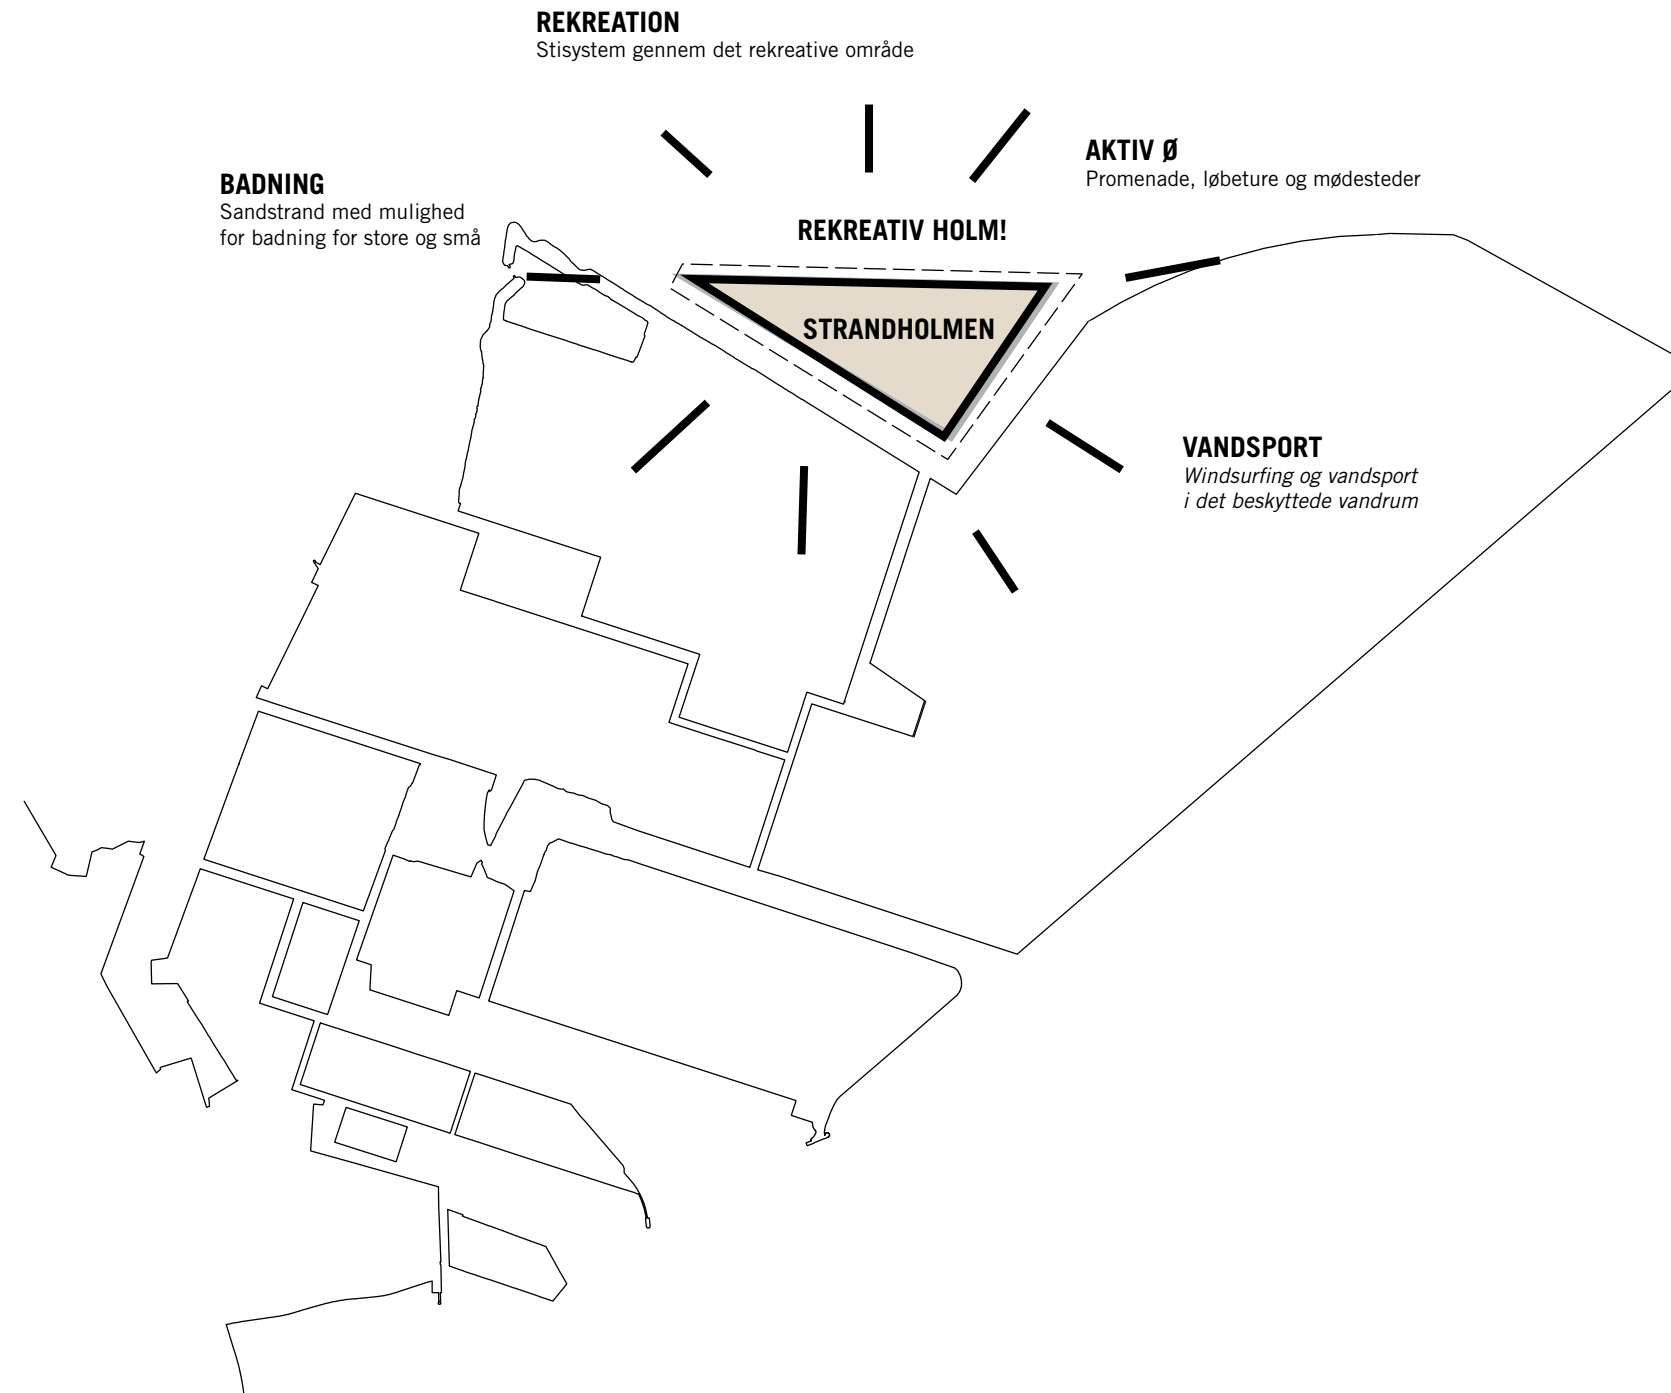 REKREATION
Stisystem gennem det rekreative område
AKTIV Ø
Promenade, løbeture og mødesteder
BADNING
Sandstrand med mulighed
for badning for store og små
REKREATIV HOLM!
STRANDHOLMEN
VANDSPORT
Windsurfing og vandsport
i det beskyttede vandrum